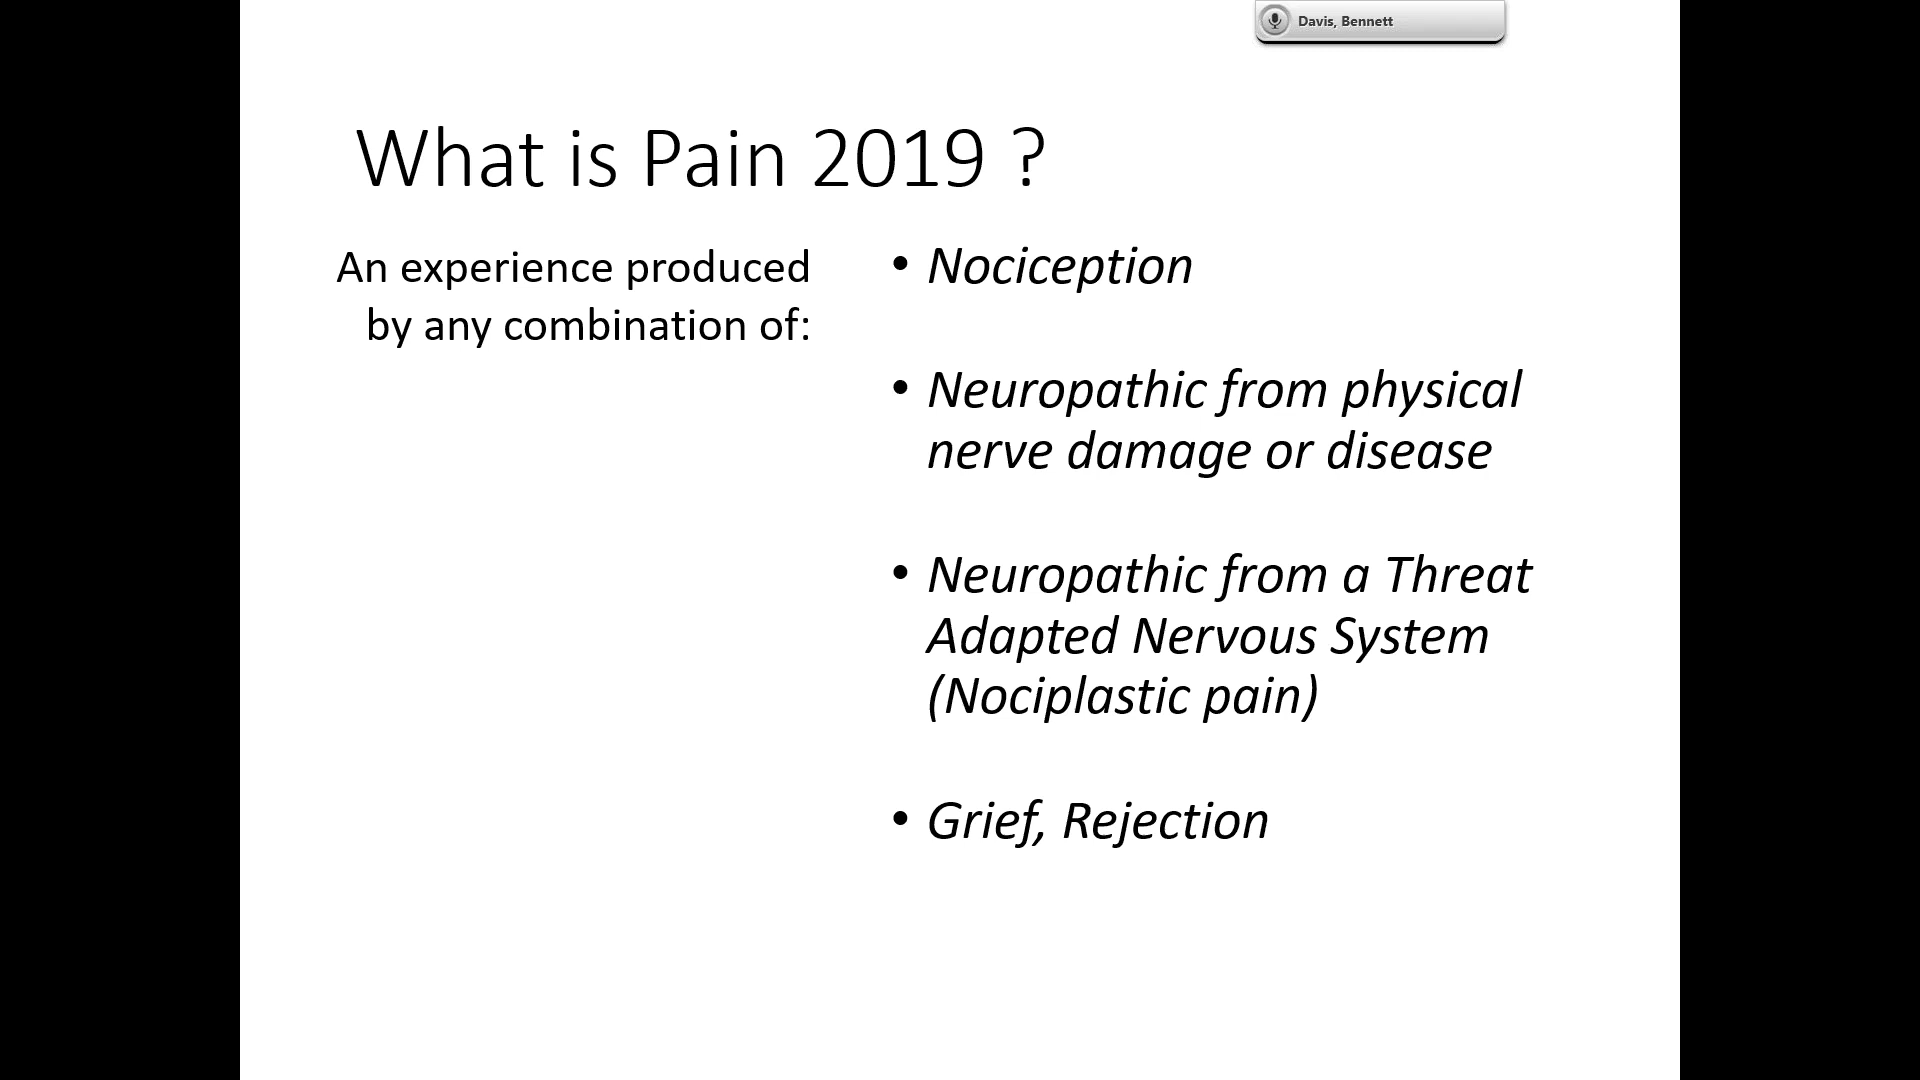 Davis, Bennett
What is Pain 2019 ?
An experience produced
by any combination of:
• Nociception
• Neuropathic from physical
nerve damage or disease
• Neuropathic from a Threat
Adapted Nervous System
(Nociplastic pain)
• Grief, Rejection